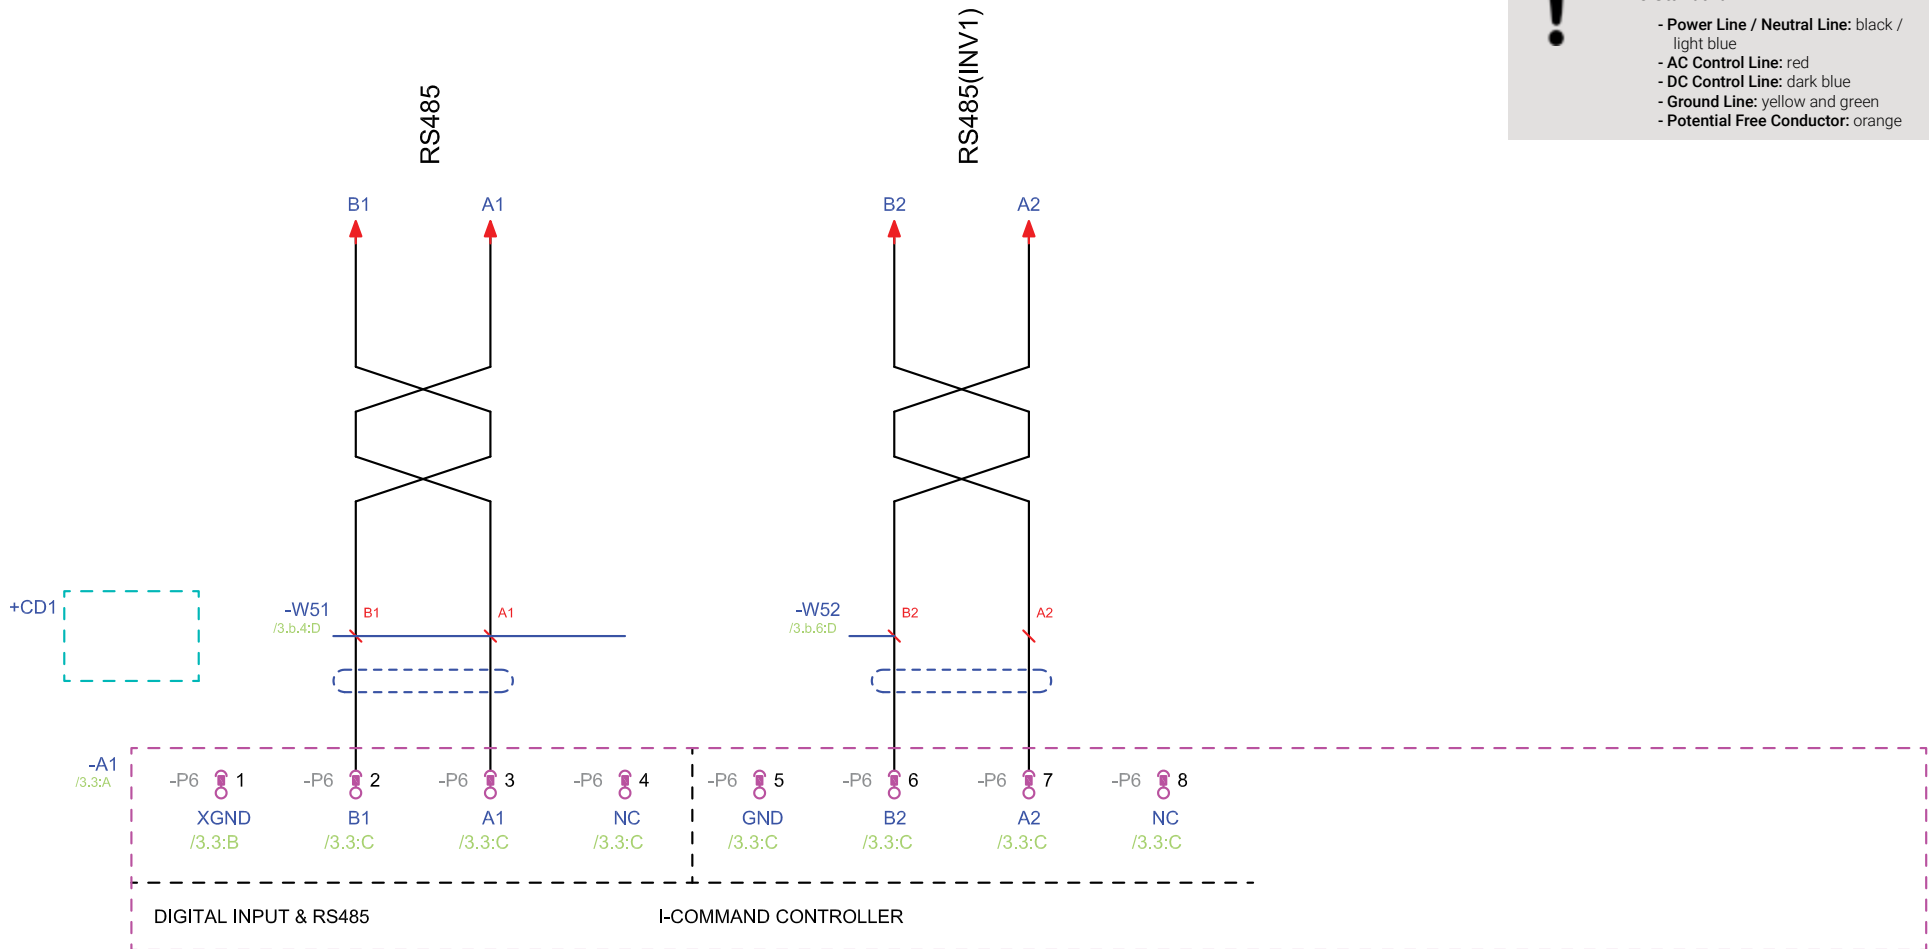 - Power Line / Neutral Line: black /
light blue
- AC Control Line: red
- DC Control Line: dark blue
- Ground Line: yellow and green
- Potential Free Conductor: orange
RS485
RS485(INV1)
B1
A1
B2
A2
+CD1
-W51
/3.b.4:D
B1
A1
-W52
/3.b.6:D
B2
A2
-A1
/3.3:A
-P6 1
XGND
/3.3:B
-P6 2
B1
/3.3:C
-P6 3
A1
/3.3:C
-P6 4
NC
/3.3:C
-P6 5
GND
/3.3:C
-P6 6
B2
/3.3:C
-P6 7
A2
/3.3:C
-P6 8
NC
/3.3:C
DIGITAL INPUT & RS485
I-COMMAND CONTROLLER